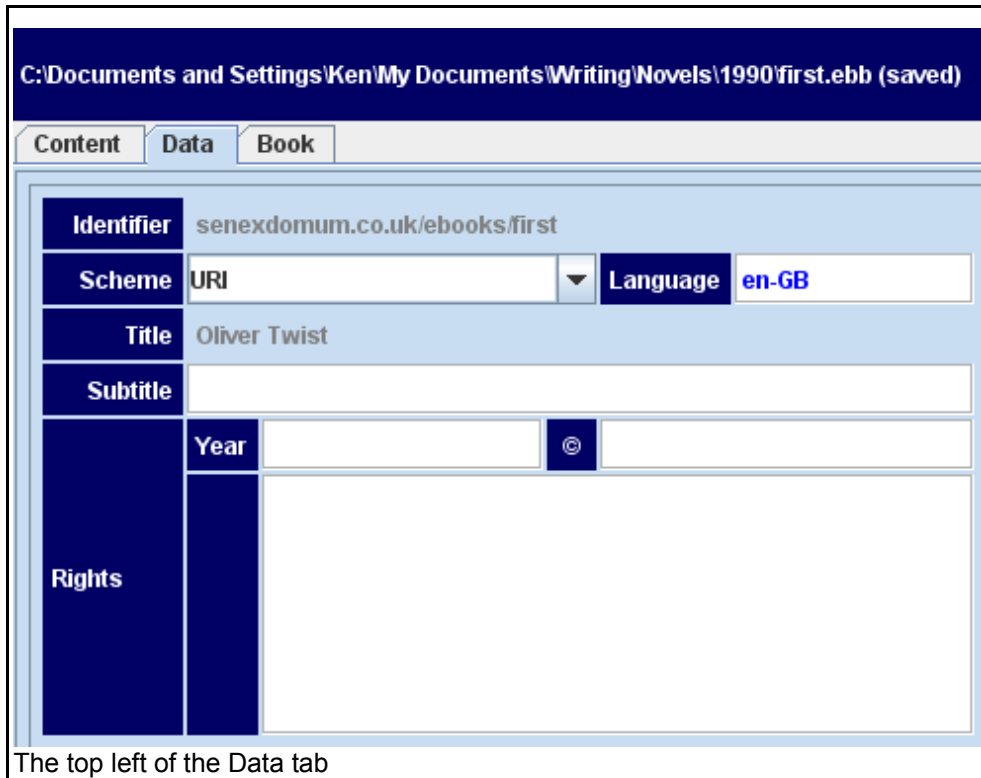 C:\Documents and Settings\Ken\My Documents\Writing\Novels\1990\first.ebb (saved)
Content Data Book
Identifier senexdomum.co.uk/ebooks/first
Scheme URI Language en-GB
Title Oliver Twist
Subtitle
Year ©
Rights
The top left of the Data tab